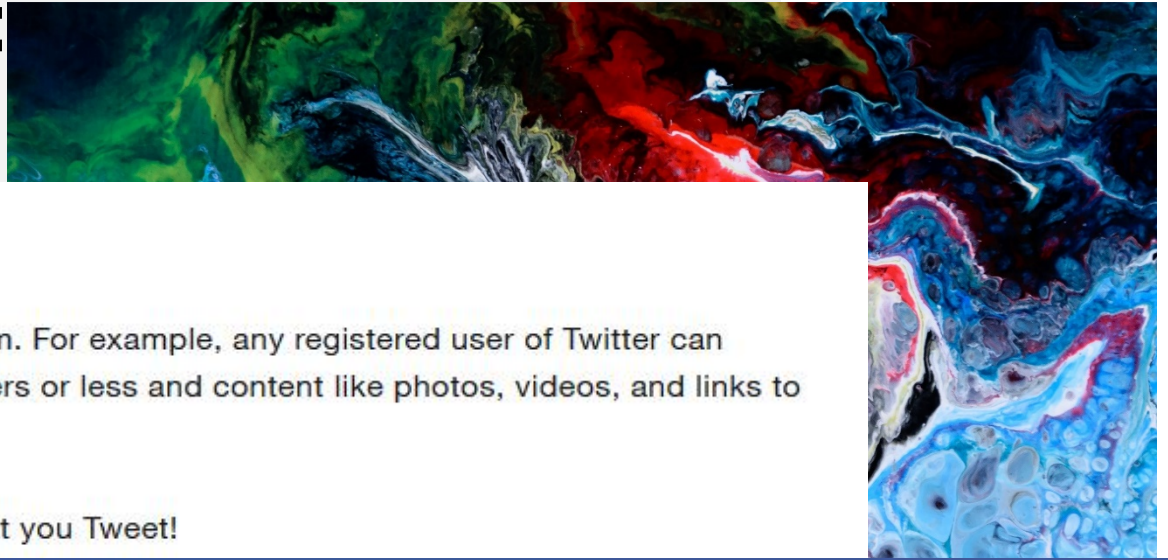 For example, any registered user of Twitter can
or less and content like photos, videos, and links to
you Tweet!